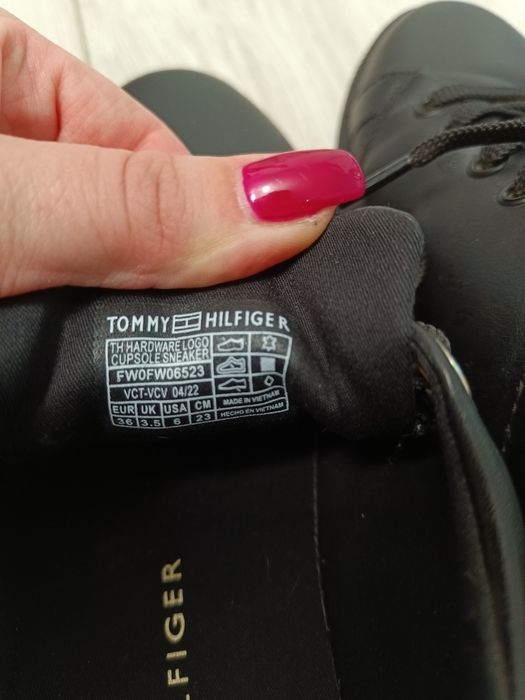 TOMMY HILFIGER
TH HARDWARE LOGO
CUPSOLE SNEAKER
FW0FW06523
VCT-VCV 04/22
EUR UK USA CM
36 3.5 6 23
MADE IN VIETNAM
HECHO EN VIETNAM
LFIGER